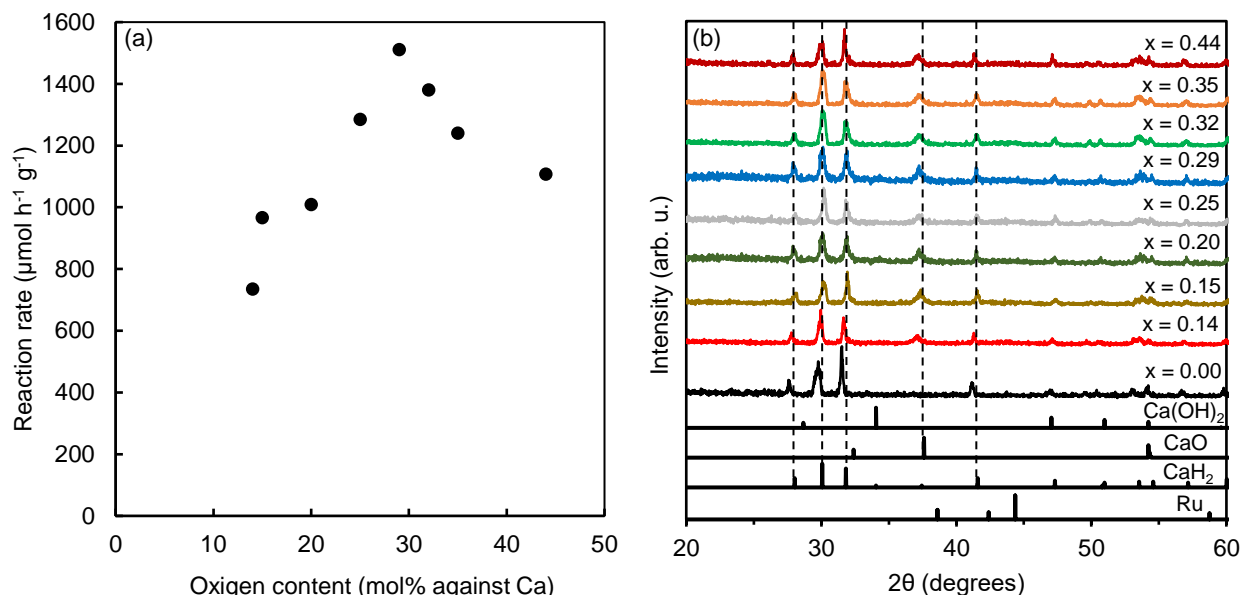 (a)
1600
1400
1200
1000
800
600
400
200
0
0 10 20 30 40 50
Reaction rate (µmol h⁻¹ g⁻¹)
Oxigen content (mol% against Ca)
(b)
x = 0.44
x = 0.35
x = 0.32
x = 0.29
x = 0.25
x = 0.20
x = 0.15
x = 0.14
x = 0.00
Ca(OH)₂
CaO
CaH₂
Ru
Intensity (arb. u.)
20 30 40 50 60
2θ (degrees)